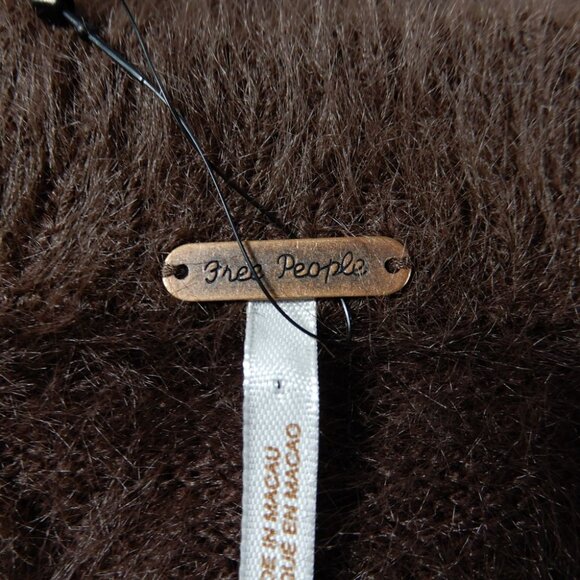 Free People
DE IN MACAU
QUE EN MACAO